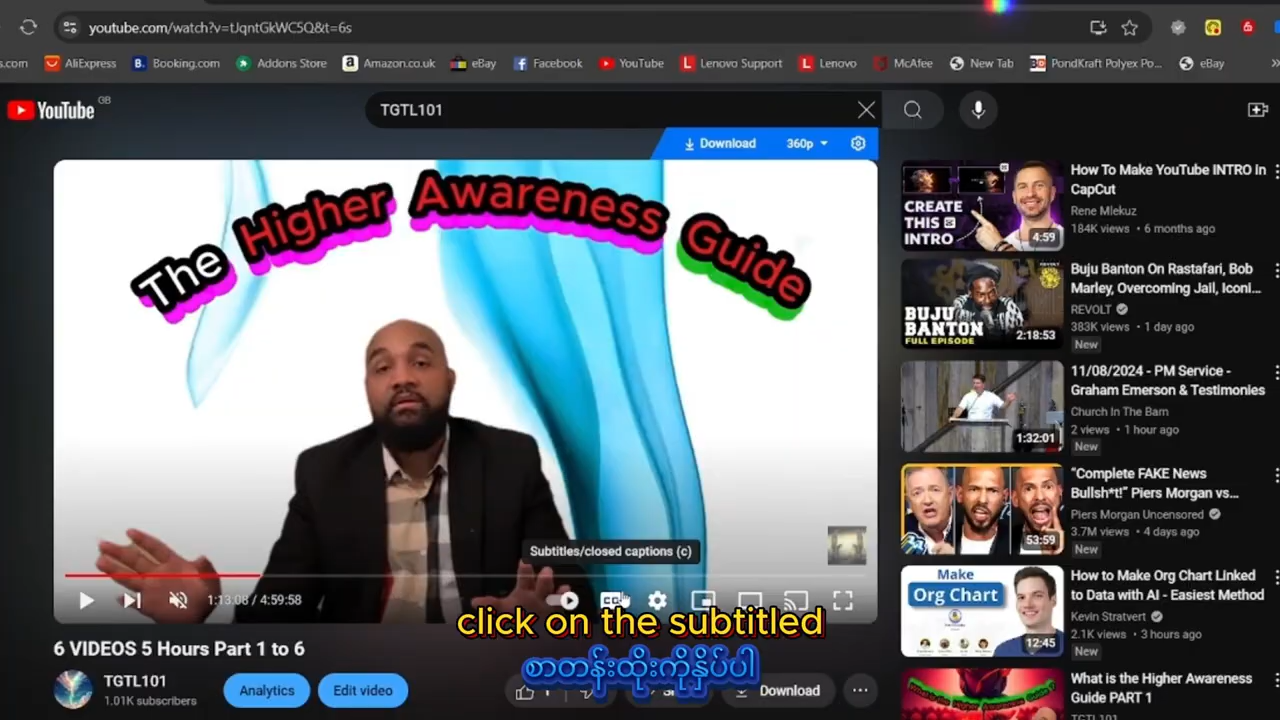 youtube.com/watch?v=tJqntGkWC5Q&t=6s
s.com
AliExpress
B.
Booking.com
Addons Store
a
Amazon.co.uk
eBay
Facebook
YouTube
L
Lenovo Support
L
Lenovo
McAfee
New Tab
PondKraft Polyex Po...
eBay
YouTube
GB
TGTL101
Download
360p
The Higher Awareness Guide
Subtitles/closed captions (c)
1:13:08 / 4:59:58
click on the subtitled
စာတန်းထိုးကိုနှိပ်ပါ
6 VIDEOS 5 Hours Part 1 to 6
TGTL101
1.01K subscribers
Analytics
Edit video
Download
CREATE
THIS
INTRO
4:59
How To Make YouTube INTRO in
CapCut
Rene Mlekuz
184K views • 6 months ago
REVOLT
BUJU
BANTON
FULL EPISODE
2:18:53
Buju Banton On Rastafari, Bob
Marley, Overcoming Jail, Iconi...
REVOLT
383K views • 1 day ago
New
1:32:01
11/08/2024 - PM Service -
Graham Emerson & Testimonies
Church In The Barn
2 views • 1 hour ago
New
53:59
“Complete FAKE News
Bullsh*t!” Piers Morgan vs...
Piers Morgan Uncensored
3.7M views • 4 days ago
New
Make
Org Chart
12:45
How to Make Org Chart Linked
to Data with AI - Easiest Method
Kevin Stratvert
2.1K views • 3 hours ago
New
What is the Higher Awareness
Guide PART 1
TGTL101